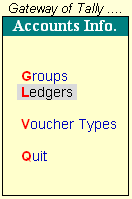 Gateway of Tally ....
Accounts Info.
Groups
Ledgers
Voucher Types
Quit